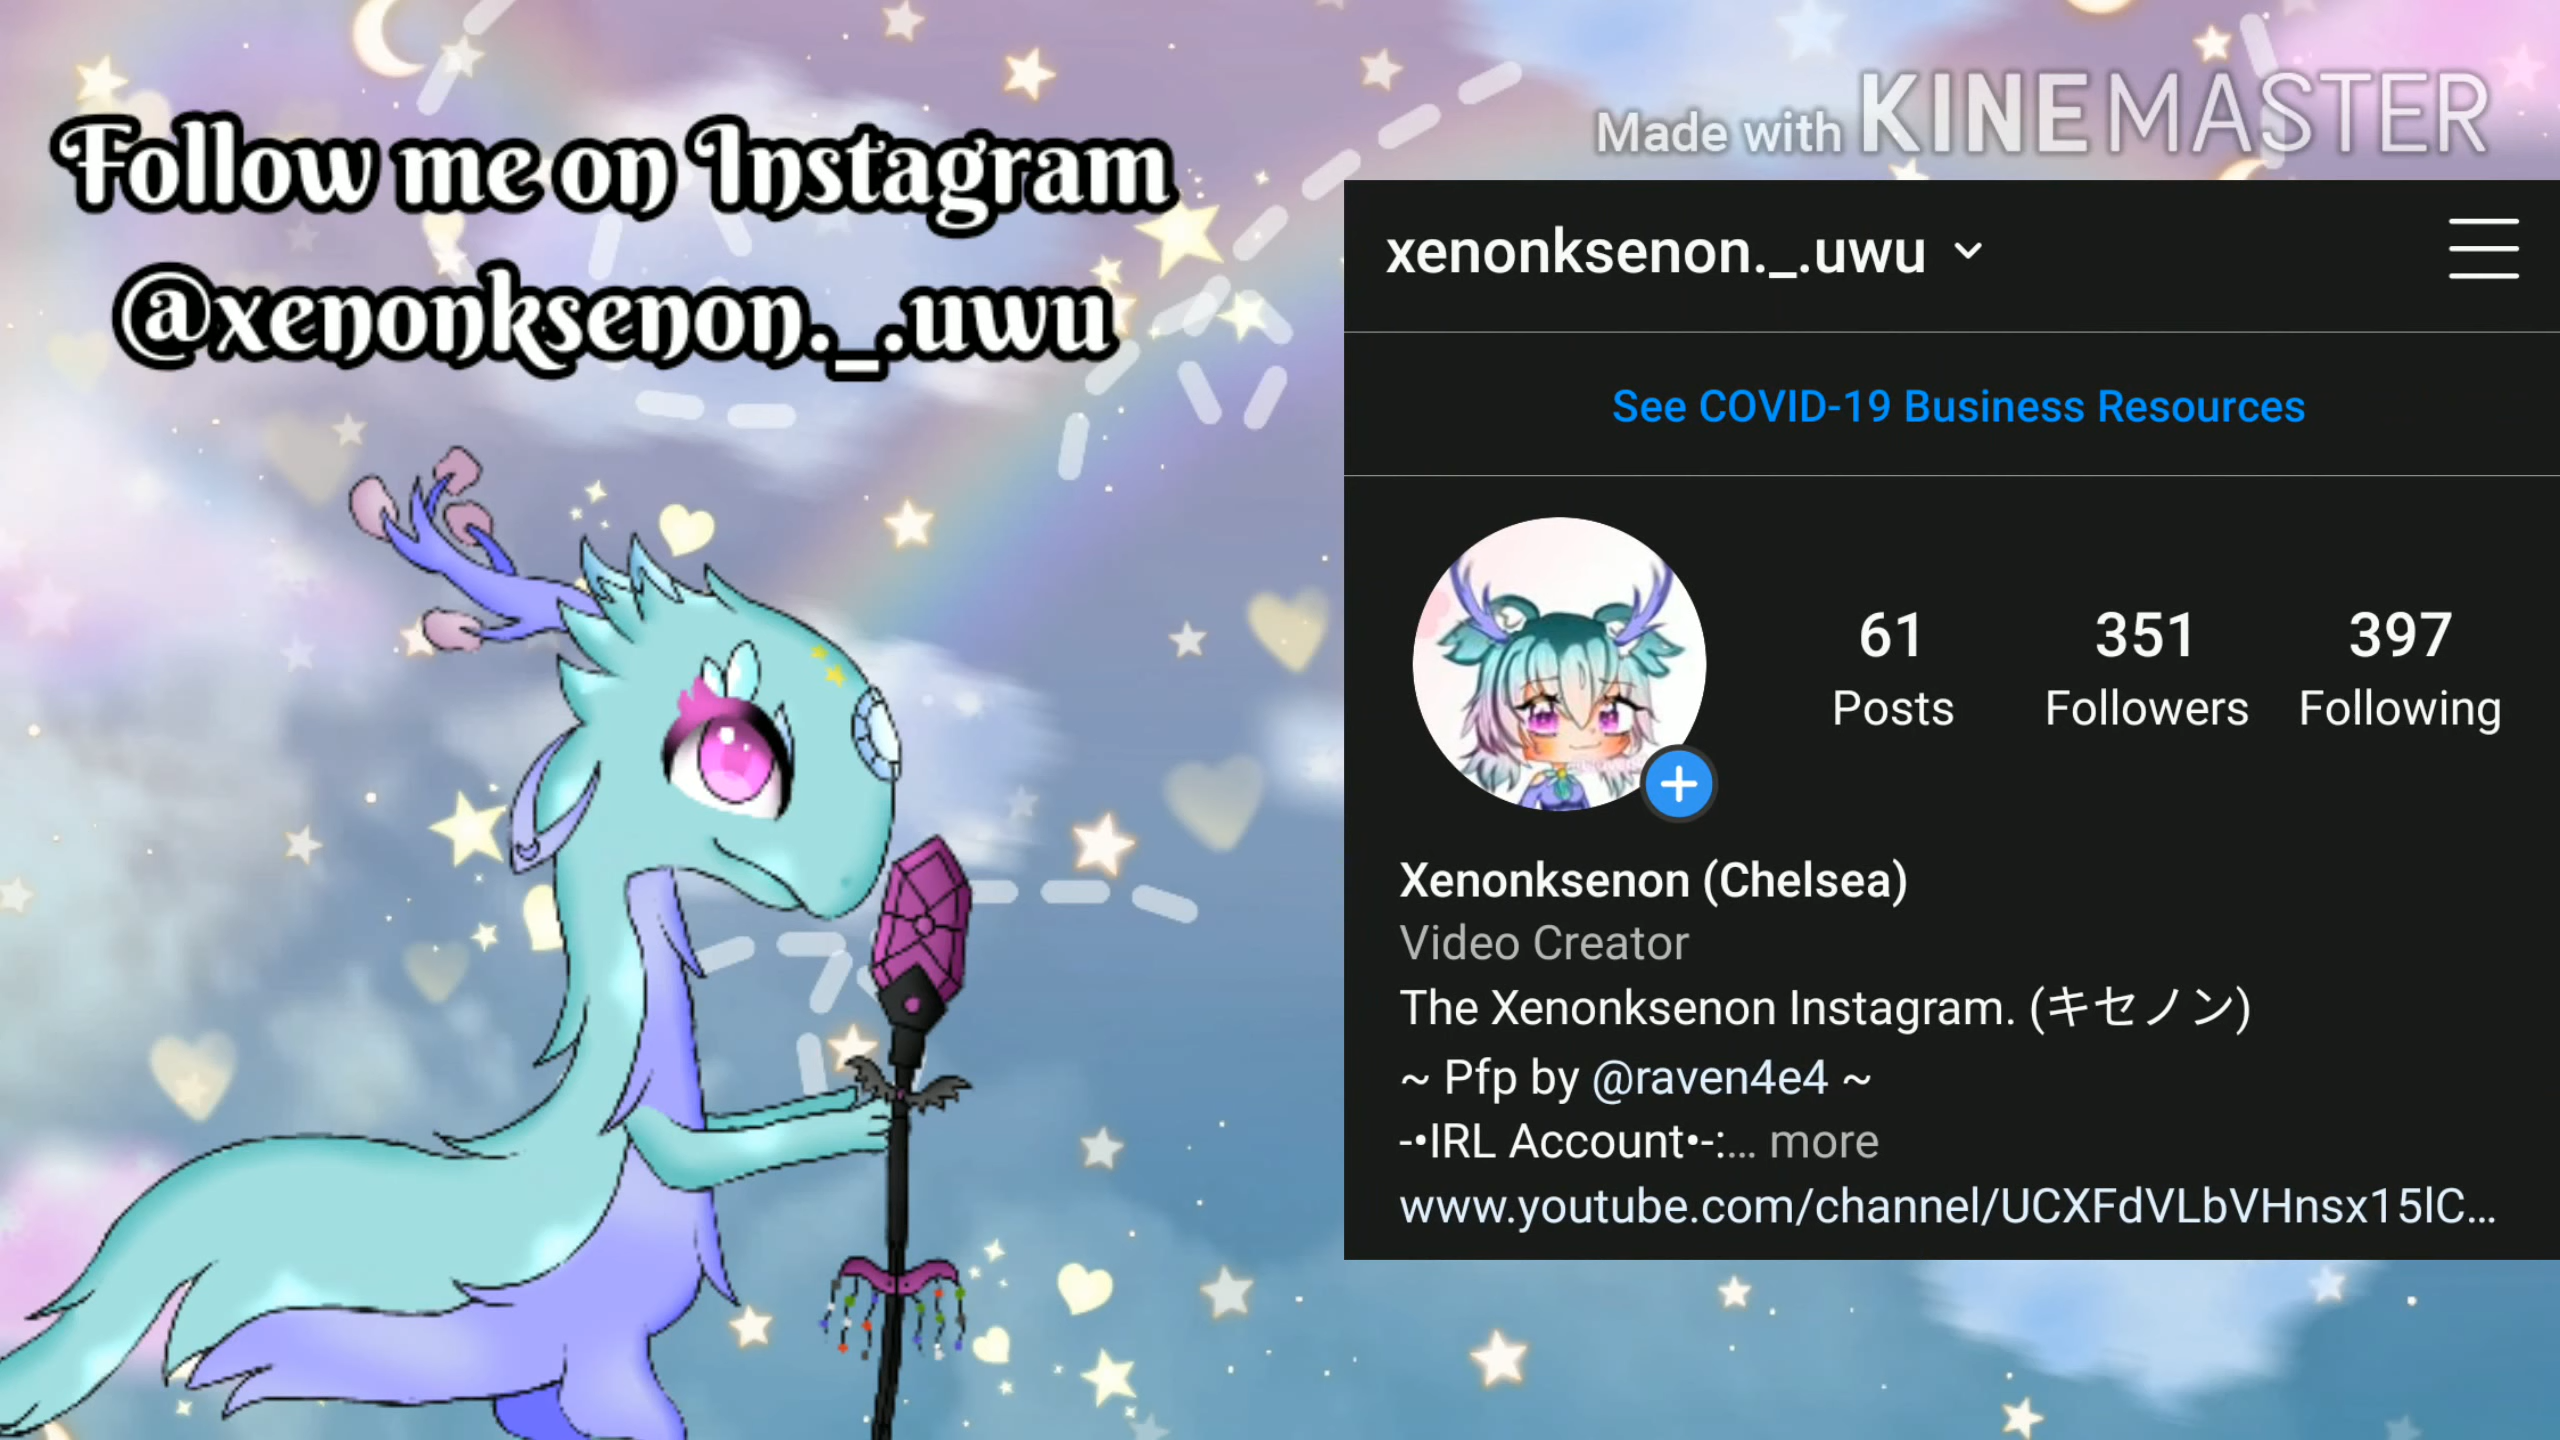 Follow me on Instagram
@xenonksenon._.uwu
Made with KINEMASTER
xenonksenon._.uwu
See COVID-19 Business Resources
61 351 397
Posts Followers Following
Xenonksenon (Chelsea)
Video Creator
The Xenonksenon Instagram. (キセノン)
~ Pfp by @raven4e4 ~
-•IRL Account•-:... more
www.youtube.com/channel/UCXFdVLbVHnsx15lC...